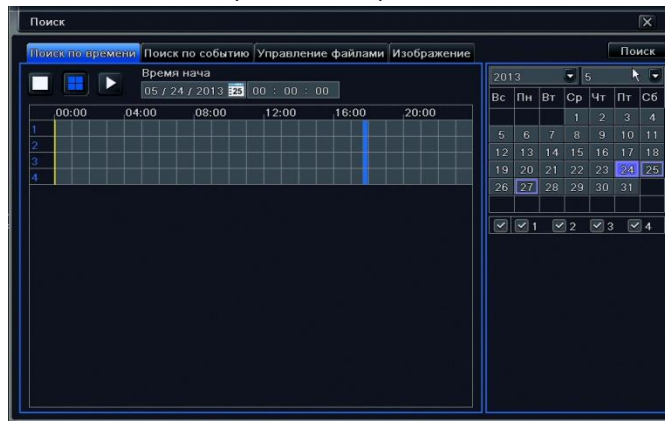 Поиск
Поиск по времени Поиск по событию Управление файлами Изображение
Поиск
Время нача
05 / 24 / 2013 25 00 : 00 : 00
2013 5
00:00 04:00 08:00 12:00 16:00 20:00
1
2
3
4
Вс Пн Вт Ср Чт Пт Сб
1 2 3 4
5 6 7 8 9 10 11
12 13 14 15 16 17 18
19 20 21 22 23 24 25
26 27 28 29 30 31
1 2 3 4